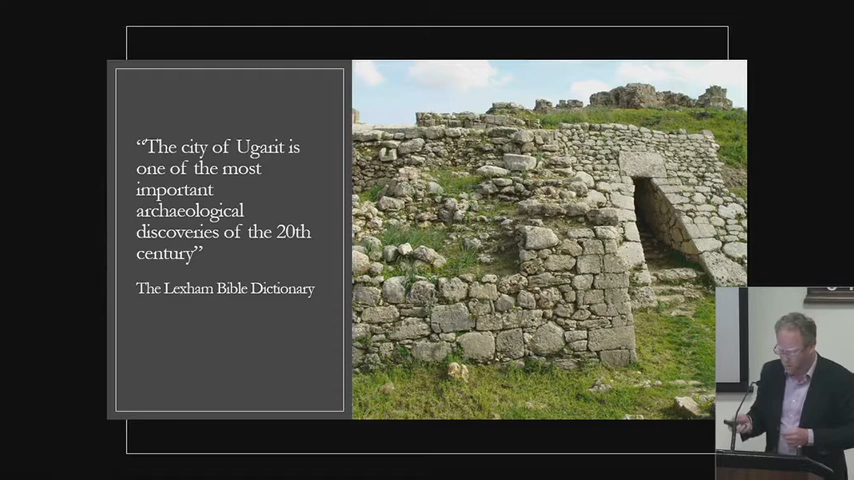 “The city of Ugarit is
one of the most
important
archaeological
discoveries of the 20th
century”
The Lexham Bible Dictionary